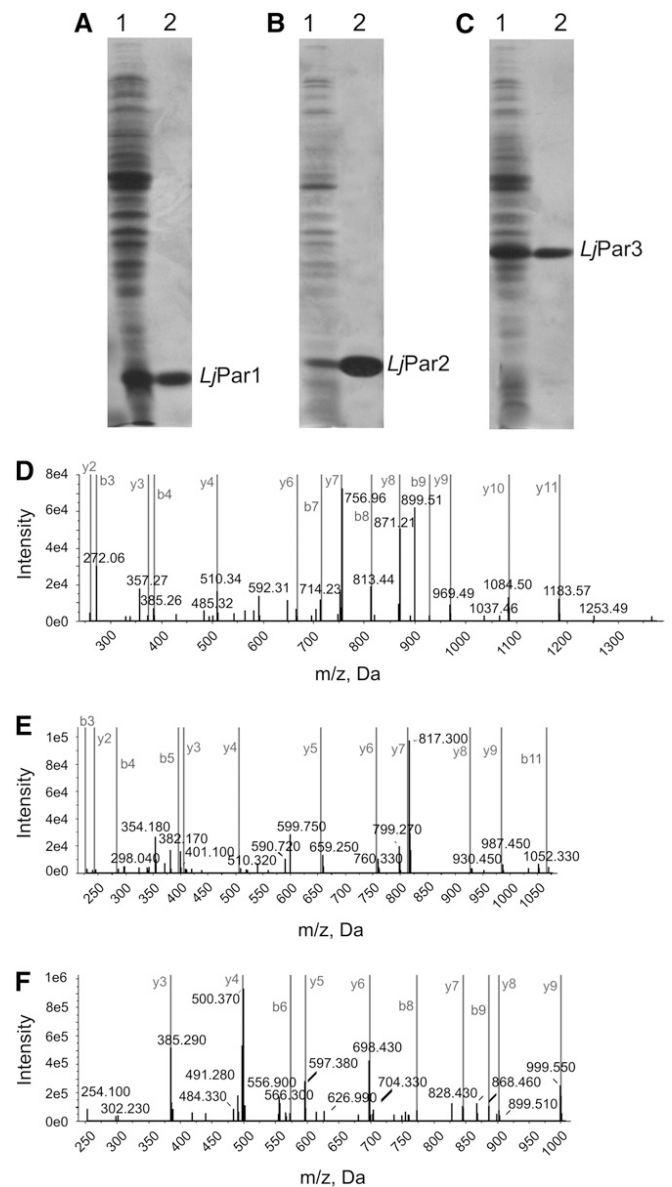 A 1 2 B 1 2 C 1 2
LjPar1
LjPar2
LjPar3
D
Intensity
8e4
6e4
4e4
2e4
0e0
y2 b3 y3 b4 y4 y6 b7 y7 b8 y8 b9 y9 y10 y11
272.06 357.27 385.26 485.32 510.34 592.31 714.23 756.96 813.44 871.21 899.51 969.49 1037.46 1084.50 1183.57 1253.49
300 400 500 600 700 800 900 1000 1100 1200 1300
m/z, Da
E
Intensity
1e5
8e4
6e4
4e4
2e4
0e0
b3 y2 b4 b5 y3 y4 y5 y6 y7 y8 y9 b11
298.040 354.180 382.170 401.100 510.320 590.720 599.750 659.250 760.330 799.270 817.300 930.450 987.450 1052.330
250 300 350 400 450 500 550 600 650 700 750 800 850 900 950 1000 1050
m/z, Da
F
Intensity
1e6
8e5
6e5
4e5
2e5
0e0
y3 y4 b6 y5 y6 b8 y7 b9 y8 y9
254.100 302.230 385.290 484.330 491.280 500.370 556.900 566.300 597.380 626.990 698.430 704.330 828.430 868.460 899.510 999.550
250 300 350 400 450 500 550 600 650 700 750 800 850 900 950 1000
m/z, Da